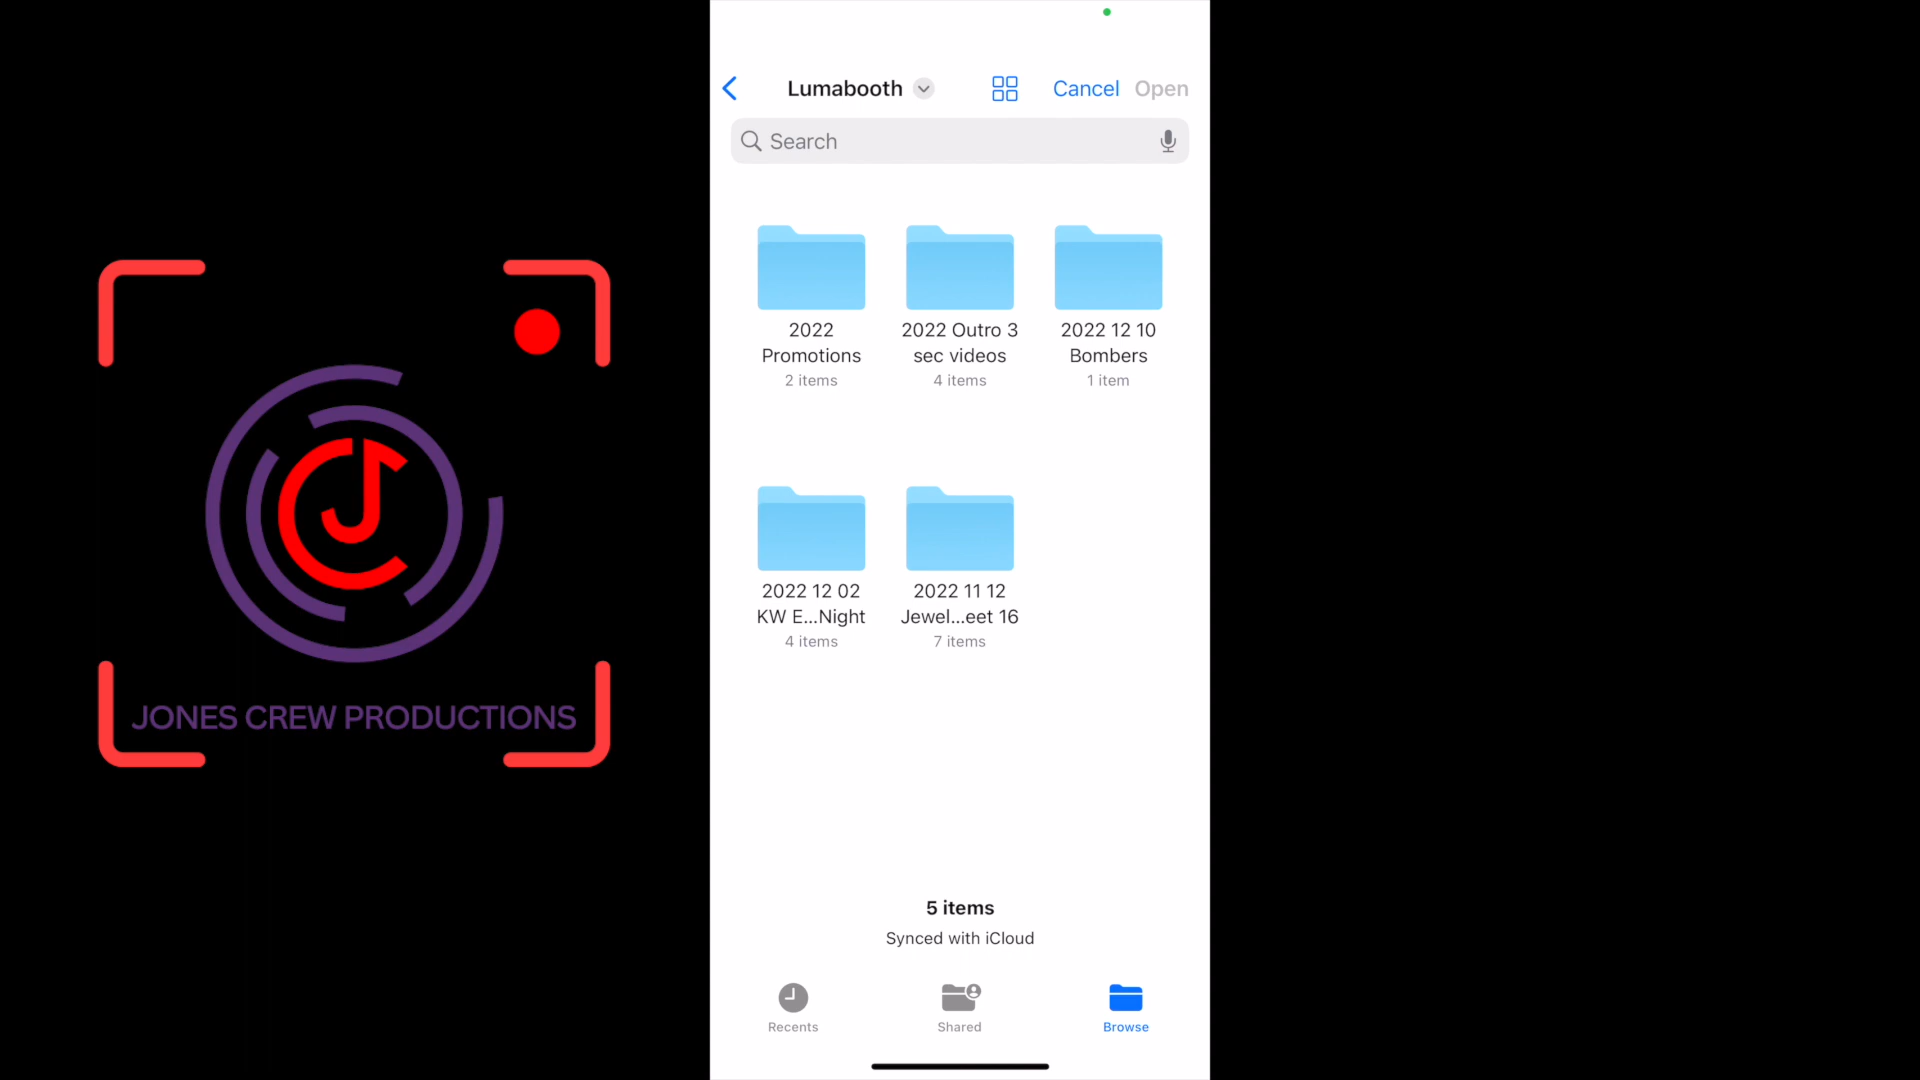 Lumabooth
Cancel
Open
Search
2022
Promotions
2 items
2022 Outro 3
sec videos
4 items
2022 12 10
Bombers
1 item
2022 12 02
KW E...Night
4 items
2022 11 12
Jewel...eet 16
7 items
JONES CREW PRODUCTIONS
5 items
Synced with iCloud
Recents
Shared
Browse